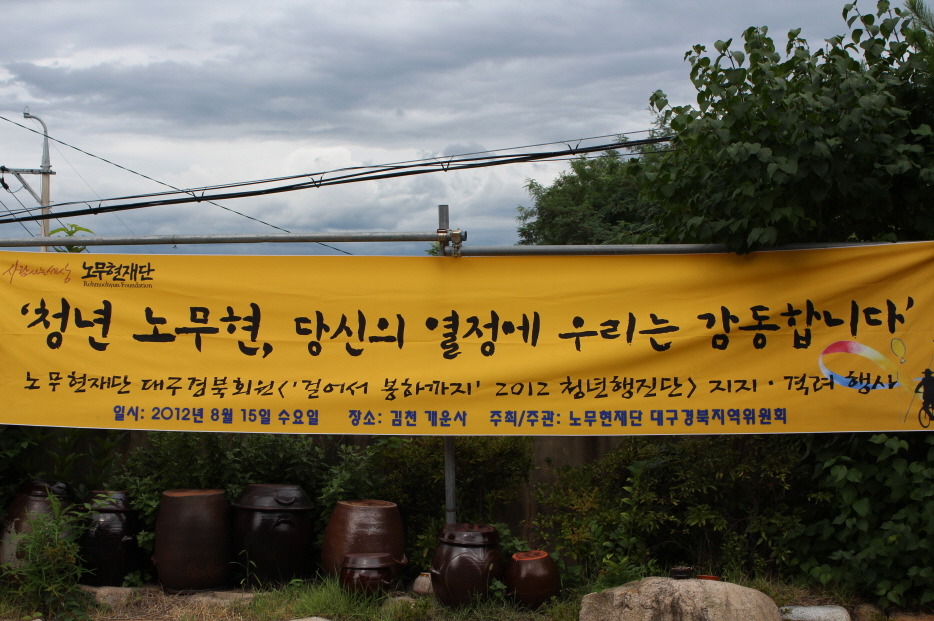 사람사는세상 노무현재단
Rohmoohyun Foundation
'청년 노무현, 당신의 열정에 우리는 감동합니다'
노무현재단 대구경북회원<'걸어서 봉하까지' 2012 청년행진단> 지지·격려 행사
일시: 2012년 8월 15일 수요일 장소: 김천 개운사 주최/주관: 노무현재단 대구경북지역위원회